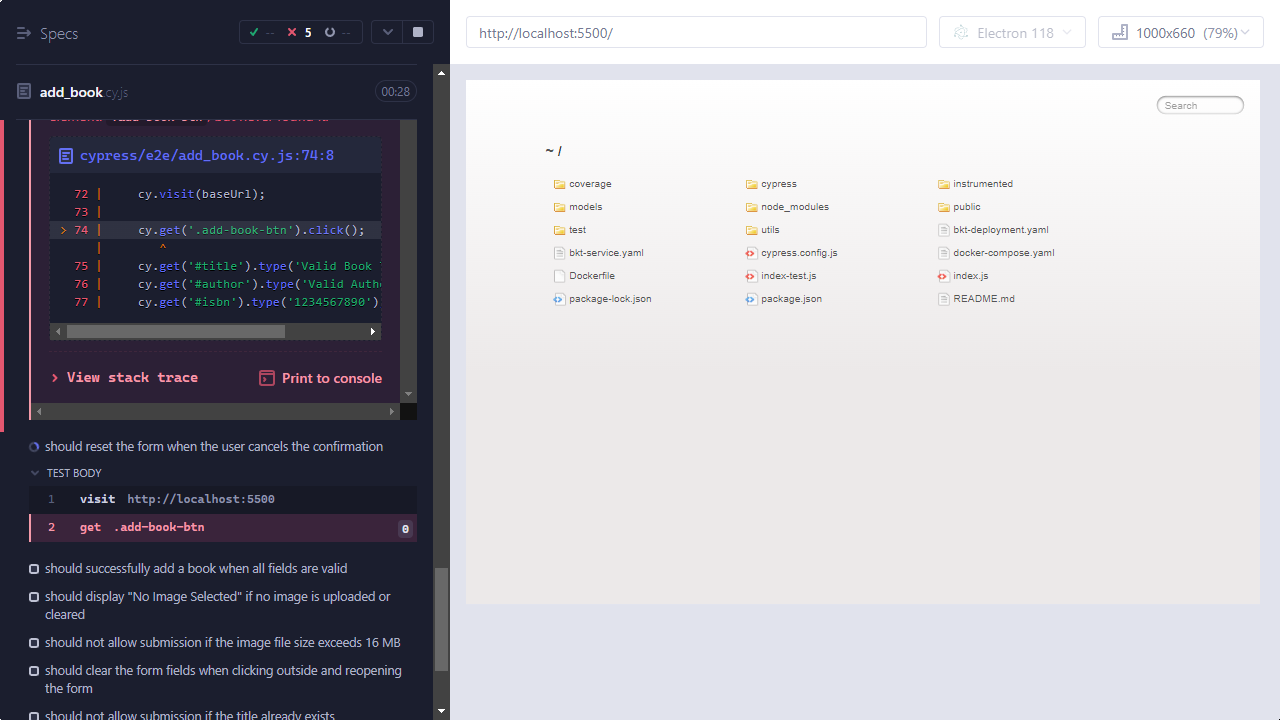 Specs
--
5
--
http://localhost:5500/
Electron 118
1000x660 (79%)
add_book.cy.js
00:28
cypress/e2e/add_book.cy.js:74:8
72 | cy.visit(baseUrl);
73 |
> 74 | cy.get('.add-book-btn').click();
| ^
75 | cy.get('#title').type('Valid Book
76 | cy.get('#author').type('Valid Auth
77 | cy.get('#isbn').type('1234567890')
View stack trace
Print to console
should reset the form when the user cancels the confirmation
TEST BODY
1 visit http://localhost:5500
2 get .add-book-btn 0
should successfully add a book when all fields are valid
should display "No Image Selected" if no image is uploaded or
cleared
should not allow submission if the image file size exceeds 16 MB
should clear the form fields when clicking outside and reopening
the form
should not allow submission if the title already exists
Search
~ /
coverage
cypress
instrumented
models
node_modules
public
test
utils
bkt-deployment.yaml
bkt-service.yaml
cypress.config.js
docker-compose.yaml
Dockerfile
index-test.js
index.js
package-lock.json
package.json
README.md